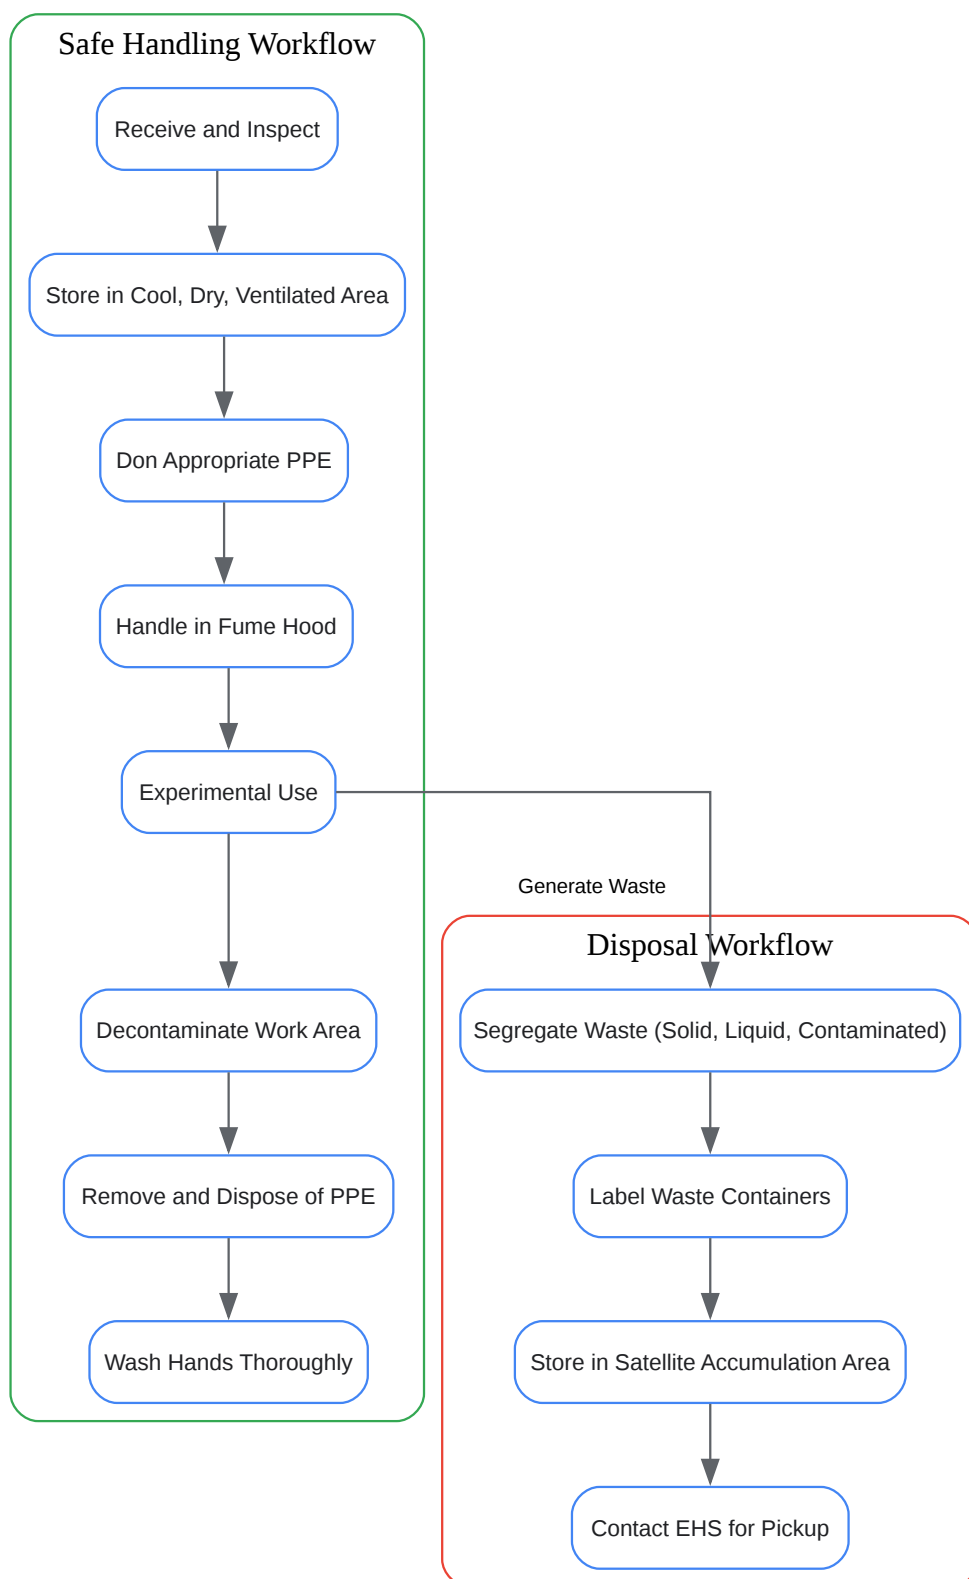 Safe Handling Workflow
Receive and Inspect
Store in Cool, Dry, Ventilated Area
Don Appropriate PPE
Handle in Fume Hood
Experimental Use
Generate Waste
Decontaminate Work Area
Remove and Dispose of PPE
Wash Hands Thoroughly
Disposal Workflow
Segregate Waste (Solid, Liquid, Contaminated)
Label Waste Containers
Store in Satellite Accumulation Area
Contact EHS for Pickup